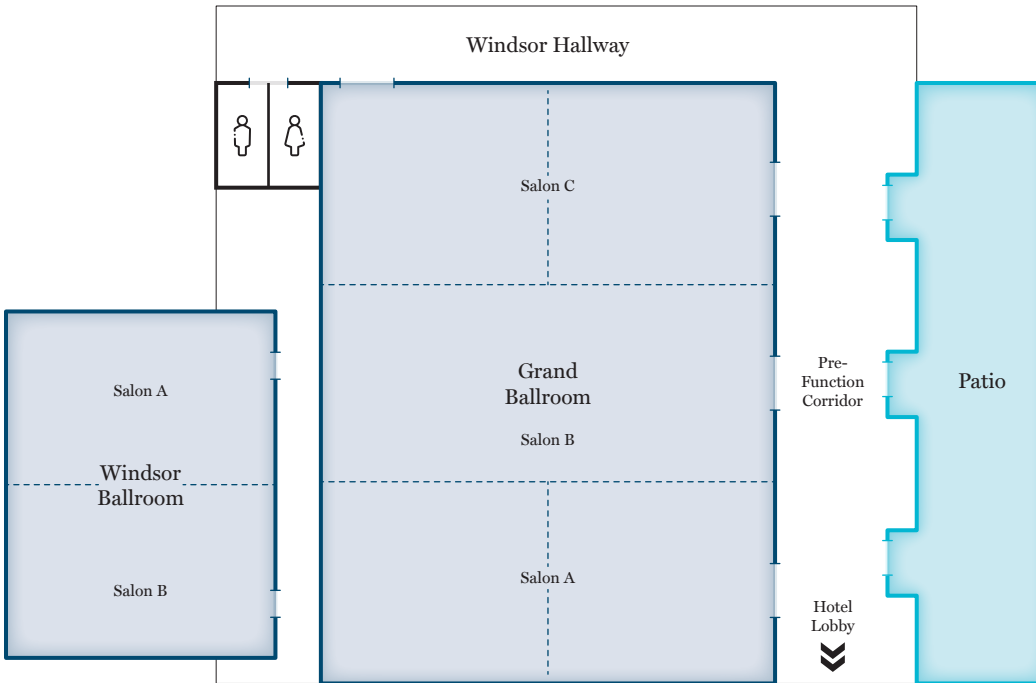 Windsor Hallway
Salon C
Salon A
Windsor
Ballroom
Salon B
Grand
Ballroom
Salon B
Salon A
Pre-
Function
Corridor
Hotel
Lobby
Patio